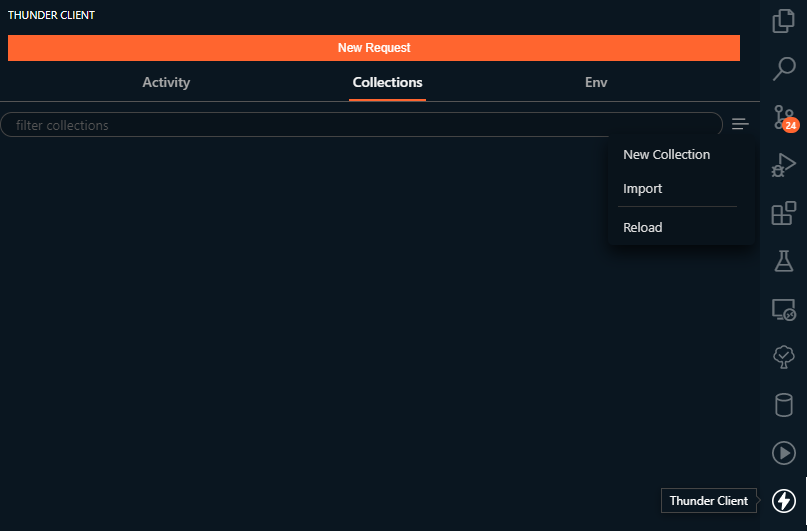 THUNDER CLIENT
New Request
Activity
Collections
Env
filter collections
New Collection
Import
Reload
24
Thunder Client